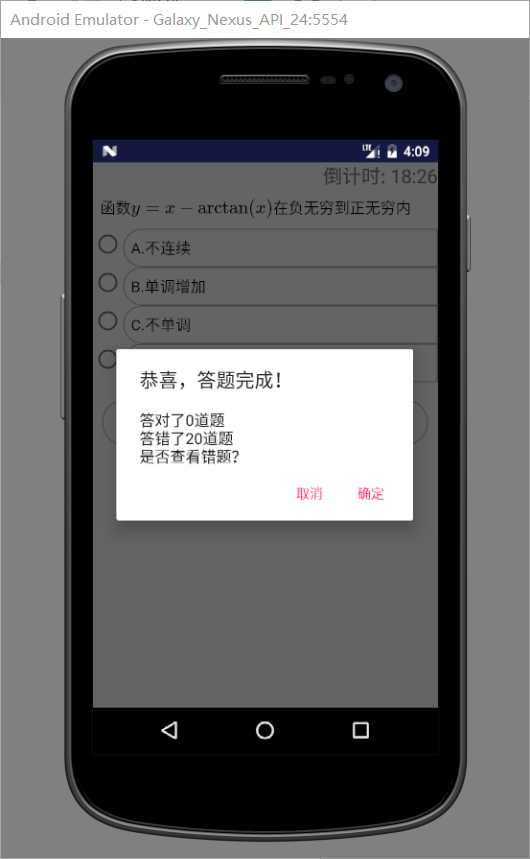 Android Emulator - Galaxy_Nexus_API_24:5554
LTE 4:09
倒计时: 18:26
函数y = x − arctan(x)在负无穷到正无穷内
A.不连续
B.单调增加
C.不单调
恭喜，答题完成！
答对了0道题
答错了20道题
是否查看错题？
取消 确定